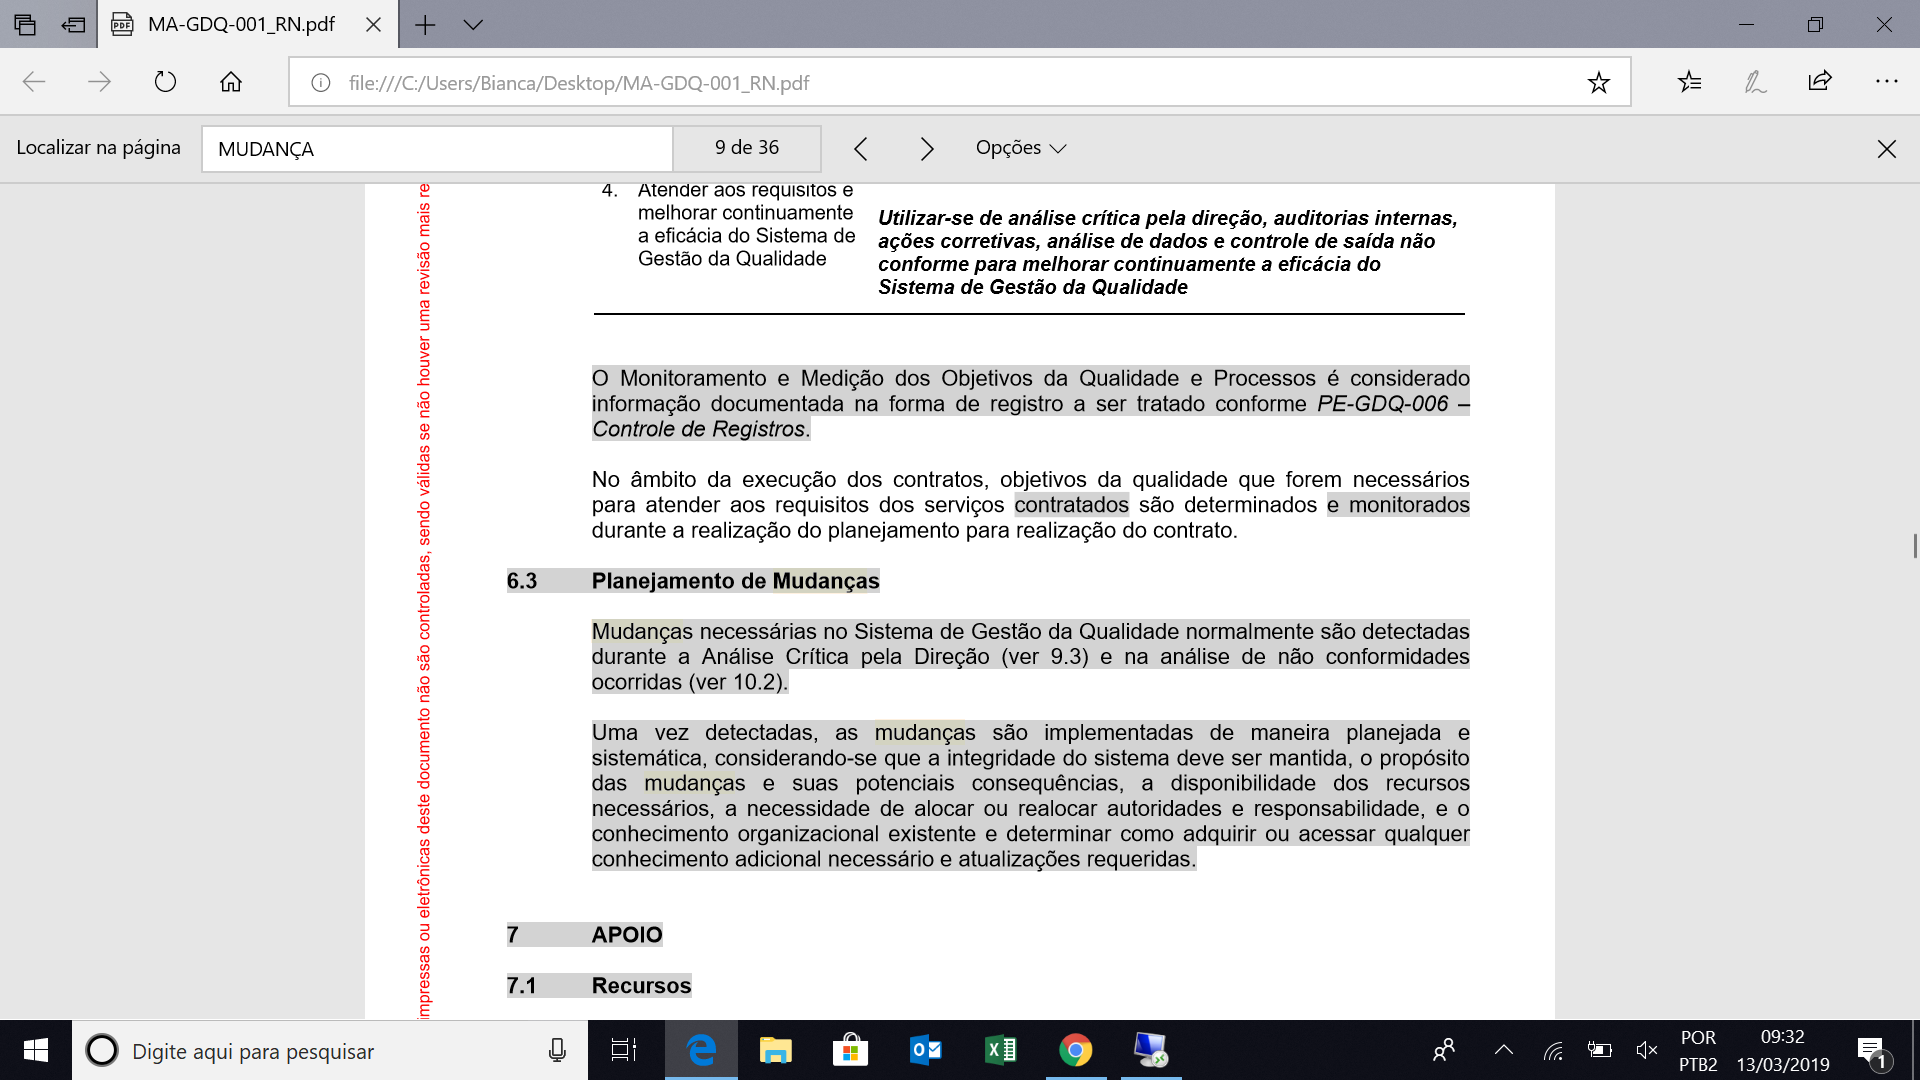 MA-GDQ-001_RN.pdf
file:///C:/Users/Bianca/Desktop/MA-GDQ-001_RN.pdf
Localizar na página
MUDANÇA
9 de 36
Opções
4. Atender aos requisitos e
melhorar continuamente
a eficácia do Sistema de
Gestão da Qualidade
Utilizar-se de análise crítica pela direção, auditorias internas,
ações corretivas, análise de dados e controle de saída não
conforme para melhorar continuamente a eficácia do
Sistema de Gestão da Qualidade
impressas ou eletrônicas deste documento não são controladas, sendo válidas se não houver uma revisão mais re
O Monitoramento e Medição dos Objetivos da Qualidade e Processos é considerado
informação documentada na forma de registro a ser tratado conforme PE-GDQ-006 –
Controle de Registros.
No âmbito da execução dos contratos, objetivos da qualidade que forem necessários
para atender aos requisitos dos serviços contratados são determinados e monitorados
durante a realização do planejamento para realização do contrato.
6.3 Planejamento de Mudanças
Mudanças necessárias no Sistema de Gestão da Qualidade normalmente são detectadas
durante a Análise Crítica pela Direção (ver 9.3) e na análise de não conformidades
ocorridas (ver 10.2).
Uma vez detectadas, as mudanças são implementadas de maneira planejada e
sistemática, considerando-se que a integridade do sistema deve ser mantida, o propósito
das mudanças e suas potenciais consequências, a disponibilidade dos recursos
necessários, a necessidade de alocar ou realocar autoridades e responsabilidade, e o
conhecimento organizacional existente e determinar como adquirir ou acessar qualquer
conhecimento adicional necessário e atualizações requeridas.
7 APOIO
7.1 Recursos
Digite aqui para pesquisar
POR
PTB2
09:32
13/03/2019
1